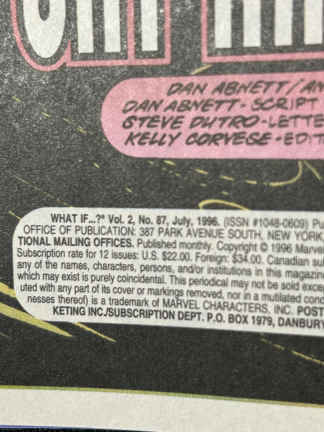 DAN ABNETT/AN
DAN ABNETT - SCRIPT
STEVE DUTRO - LETTE
KELLY CORVESE - EDIT
WHAT IF...?® Vol. 2, No. 87, July, 1996. (ISSN #1048-0609) Pu
OFFICE OF PUBLICATION: 387 PARK AVENUE SOUTH, NEW YORK
TIONAL MAILING OFFICES. Published monthly. Copyright © 1996 Marve
Subscription rate for 12 issues: U.S. $22.00. Foreign: $34.00. Canadian sub
any of the names, characters, persons, and/or institutions in this magazin
which may exist is purely coincidental. This periodical may not be sold exce
uted with any part of its cover or markings removed, nor in a mutilated cond
nesses thereof) is a trademark of MARVEL CHARACTERS, INC. POST
KETING INC./SUBSCRIPTION DEPT. P.O. BOX 1979, DANBURY